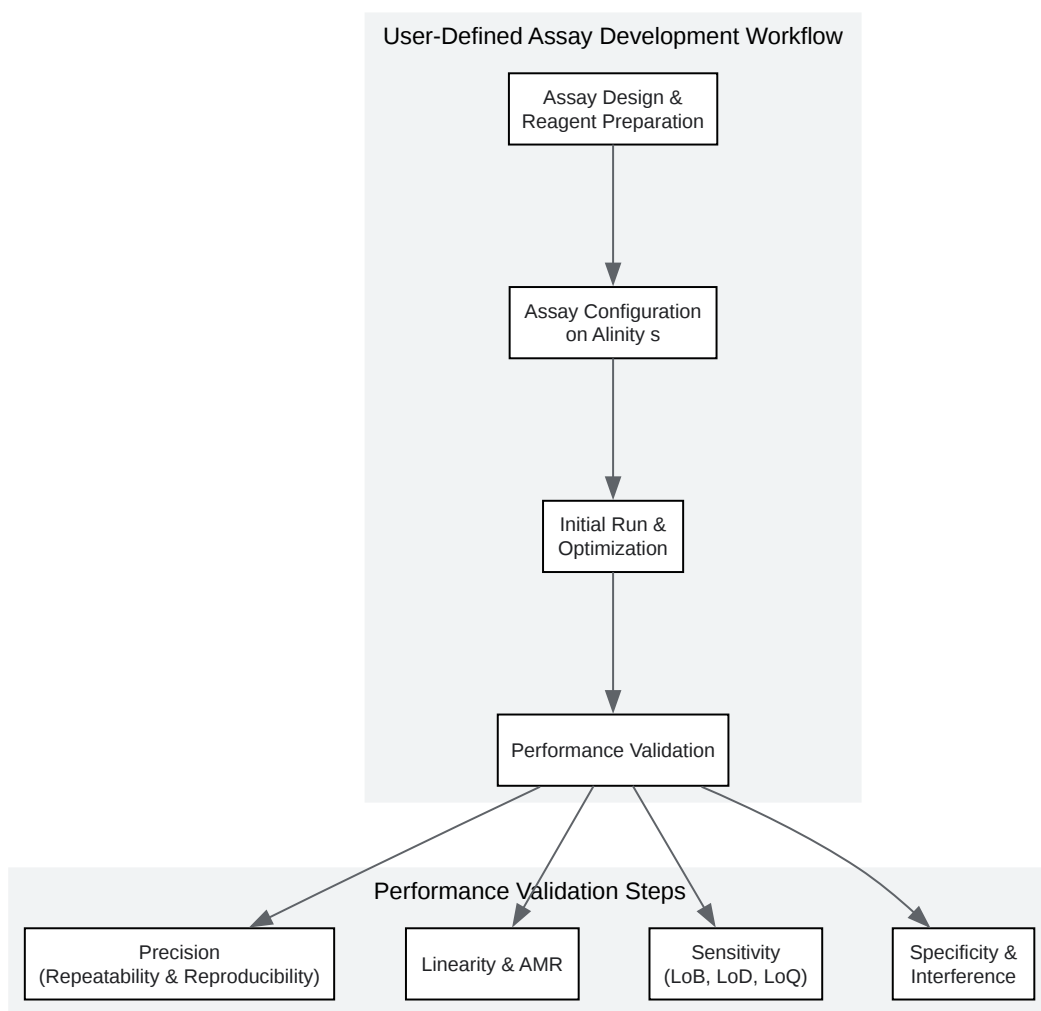 User-Defined Assay Development Workflow
Assay Design &
Reagent Preparation
Assay Configuration
on Alinity s
Initial Run &
Optimization
Performance Validation
Performance Validation Steps
Precision
(Repeatability & Reproducibility)
Linearity & AMR
Sensitivity
(LoB, LoD, LoQ)
Specificity &
Interference